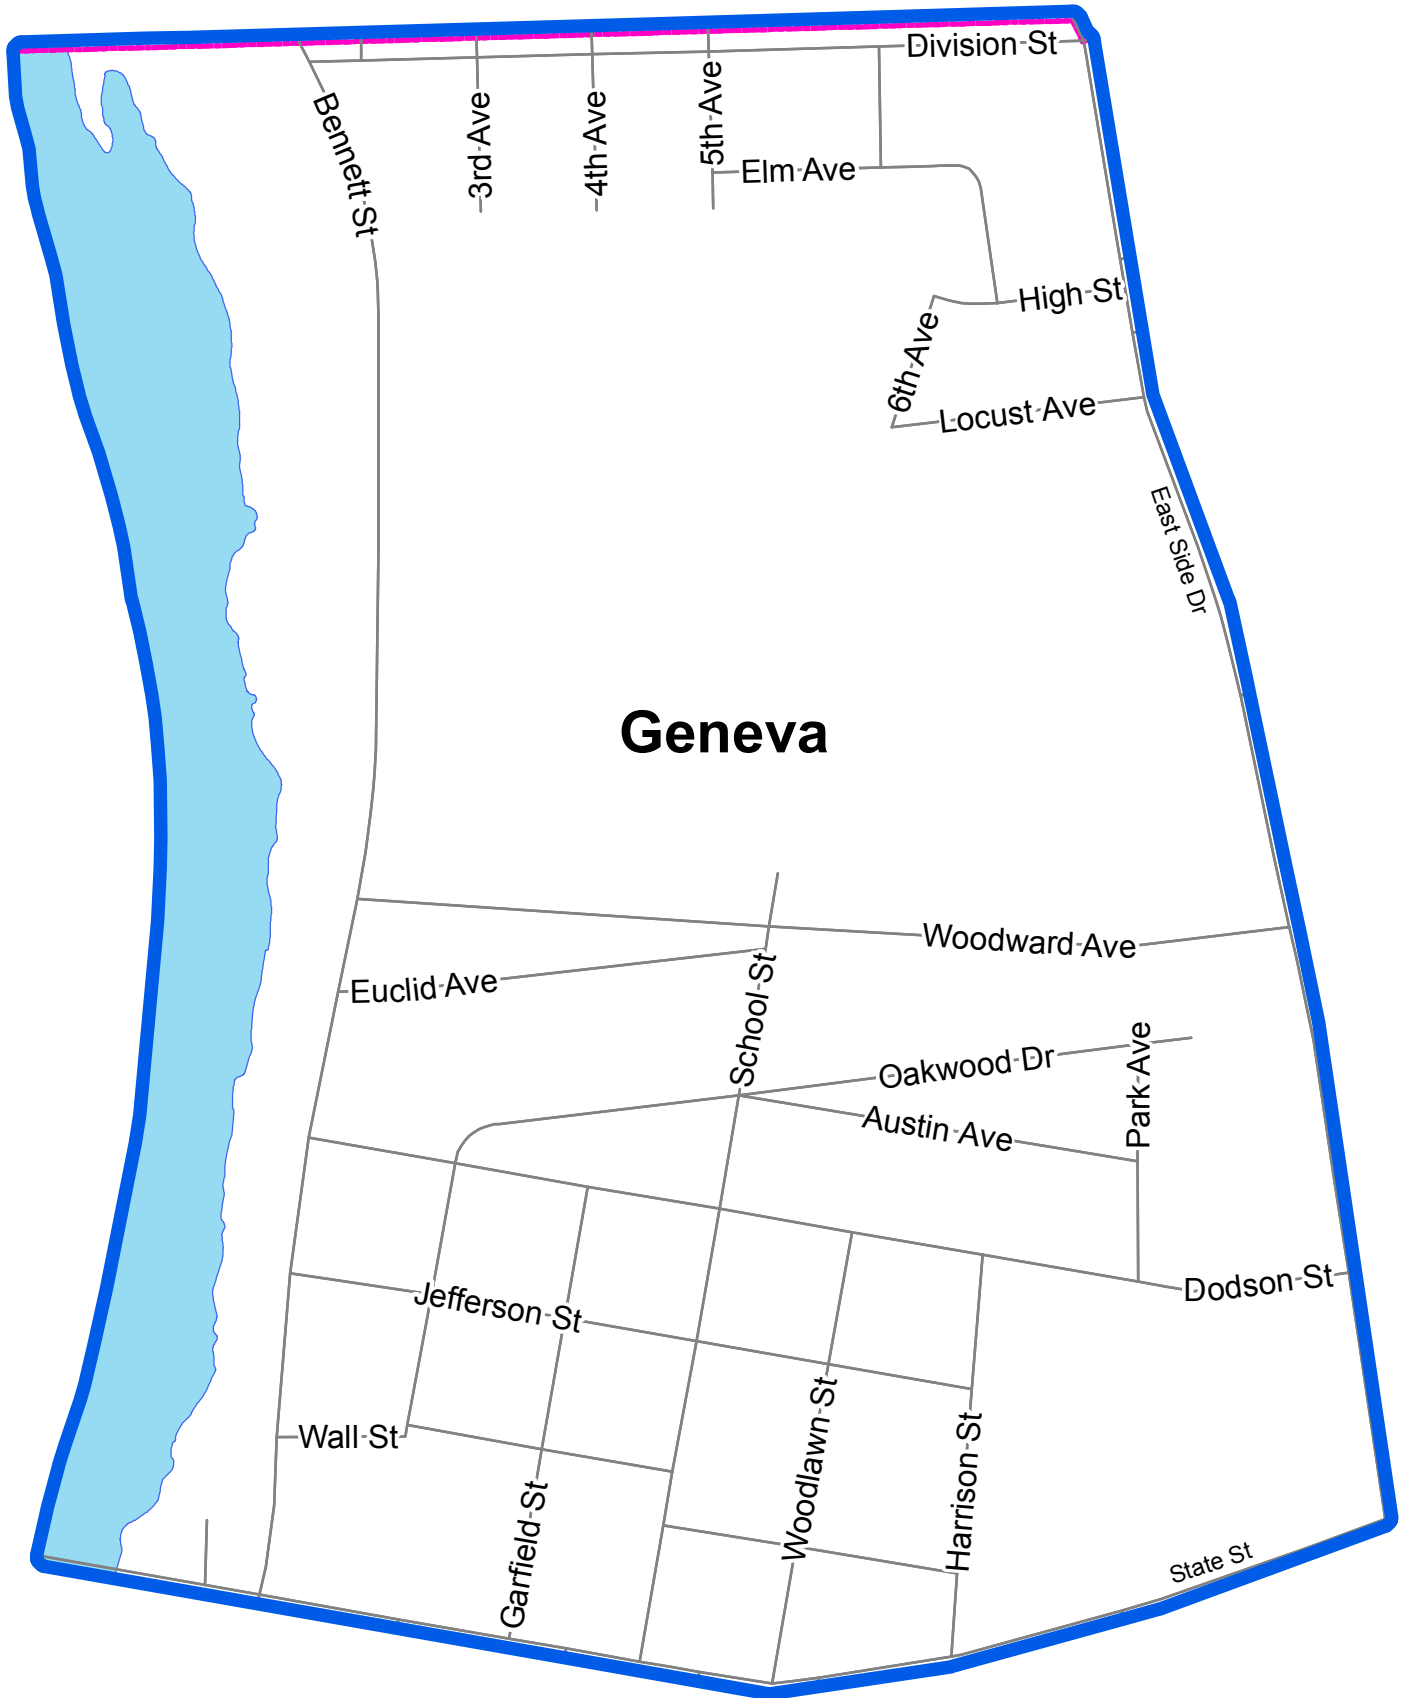 Division St
Bennett St
3rd Ave
4th Ave
5th Ave
Elm Ave
High St
6th Ave
Locust Ave
East Side Dr
Geneva
Woodward Ave
Euclid Ave
School St
Oakwood Dr
Park Ave
Austin Ave
Dodson St
Jefferson St
Wall St
Woodlawn St
Harrison St
Garfield St
State St